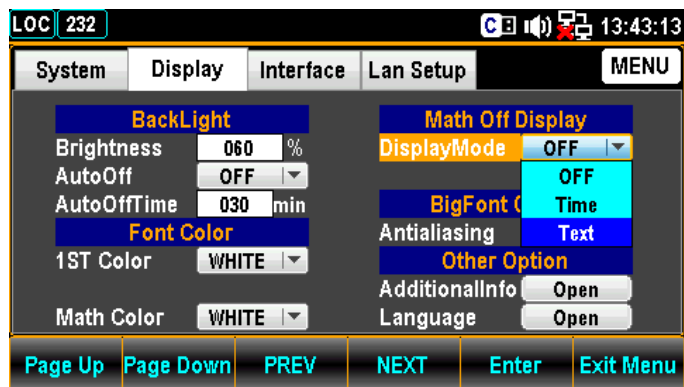 LOC 232 C 13:43:13
System Display Interface Lan Setup MENU
BackLight
Brightness 060 %
AutoOff OFF
AutoOffTime 030 min
Font Color
1ST Color WHITE
Math Color WHITE
Math Off Display
DisplayMode OFF
OFF
Time
Text
BigFont
Antialiasing
Other Option
AdditionalInfo Open
Language Open
Page Up Page Down PREV NEXT Enter Exit Menu